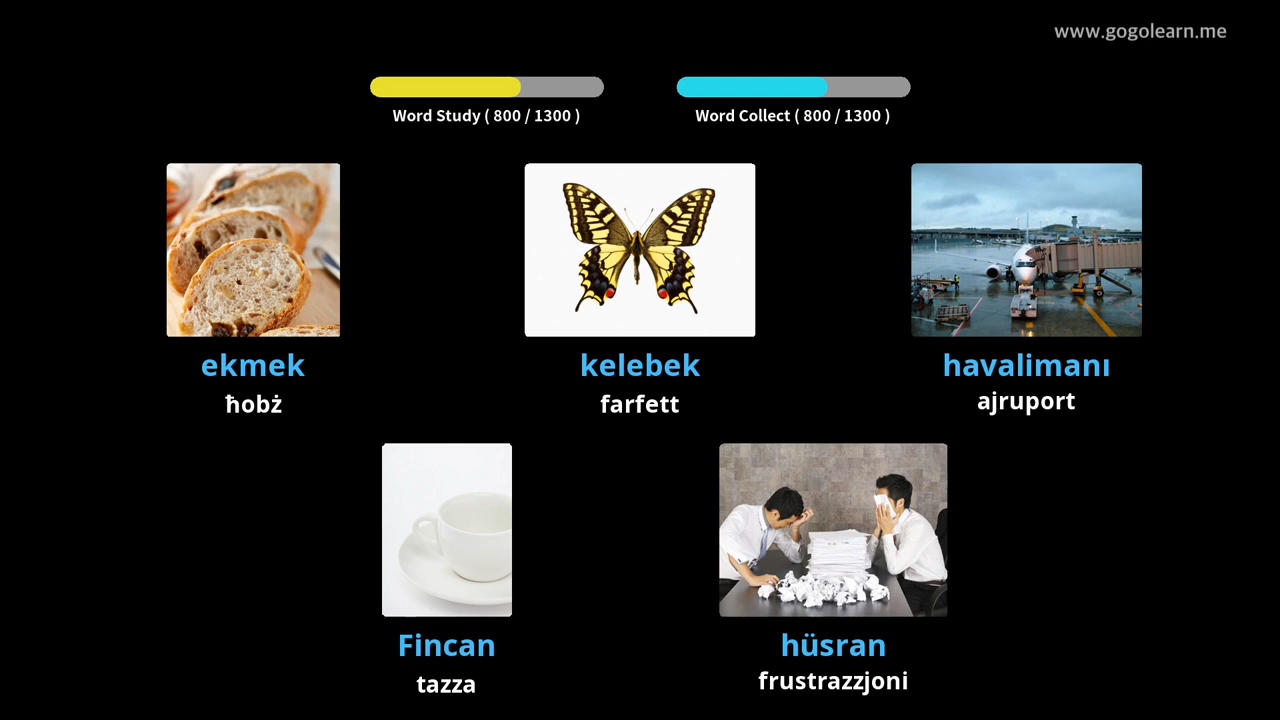 www.gogolearn.me
Word Study ( 800 / 1300 )
Word Collect ( 800 / 1300 )
ekmek
ħobż
kelebek
farfett
havalimanı
ajruport
Fincan
tazza
hüsran
frustrazzjoni